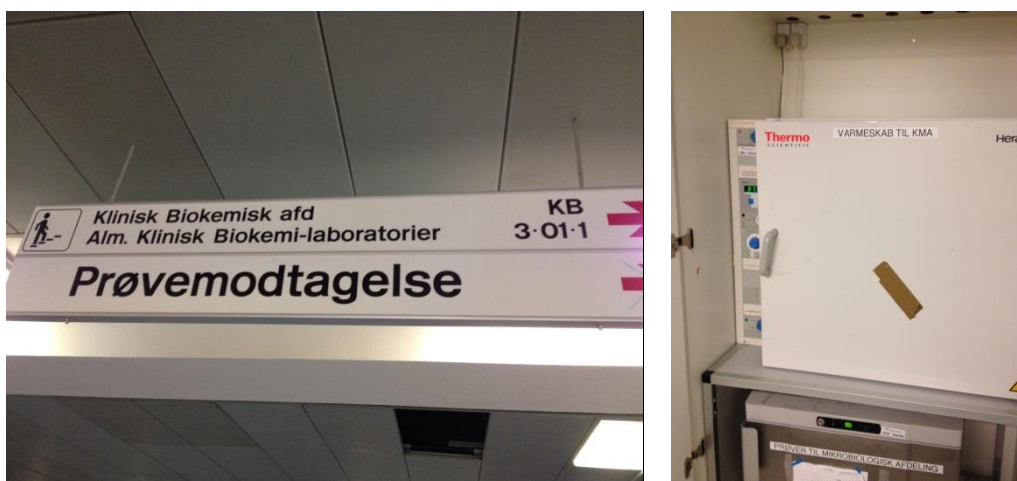 Klinisk Biokemisk afd
Alm. Klinisk Biokemi-laboratorier
KB
3·01·1
Prøvemodtagelse
Thermo
SCIENTIFIC
VARMESKAB TIL KMA
Hera
PRØVER TIL MIKROBIOLOGISK AFDELING